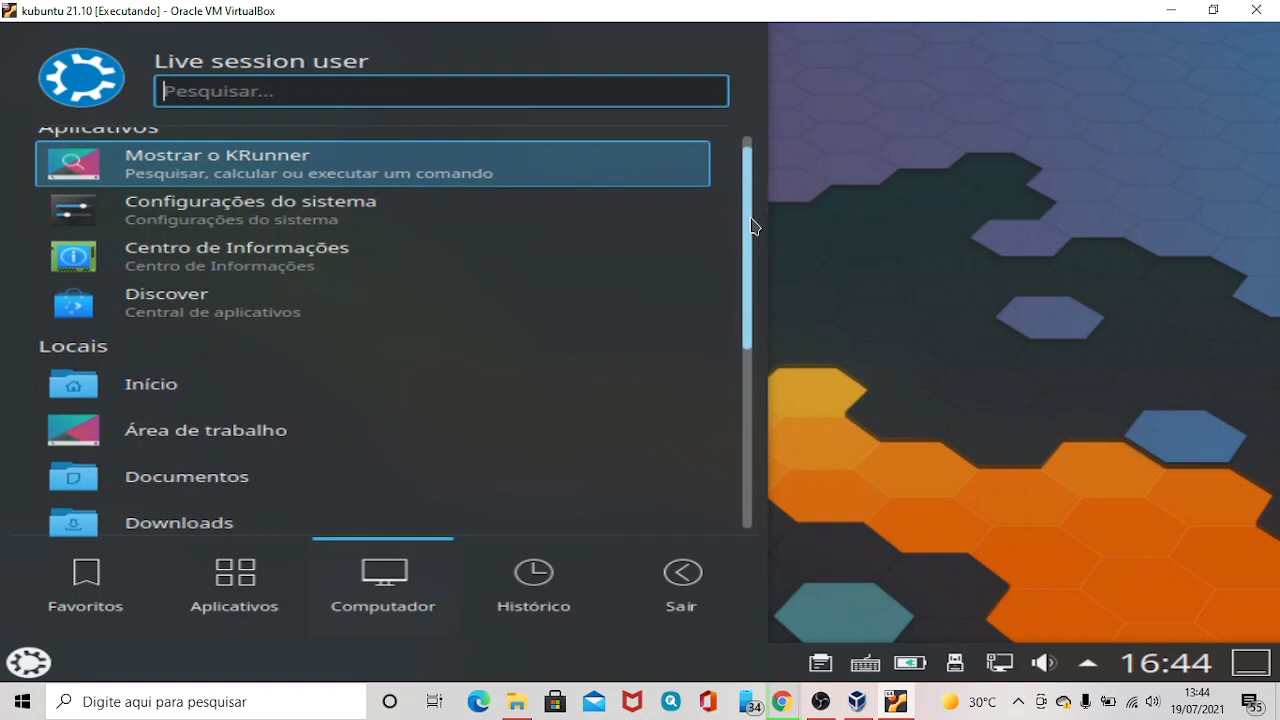 kubuntu 21.10 [Executando] - Oracle VM VirtualBox
Live session user
Pesquisar...
Aplicativos
Mostrar o KRunner
Pesquisar, calcular ou executar um comando
Configurações do sistema
Configurações do sistema
Centro de Informações
Centro de Informações
Discover
Central de aplicativos
Locais
Início
Área de trabalho
Documentos
Downloads
Favoritos
Aplicativos
Computador
Histórico
Sair
16:44
Digite aqui para pesquisar
34
30°C
13:44
19/07/2021
55